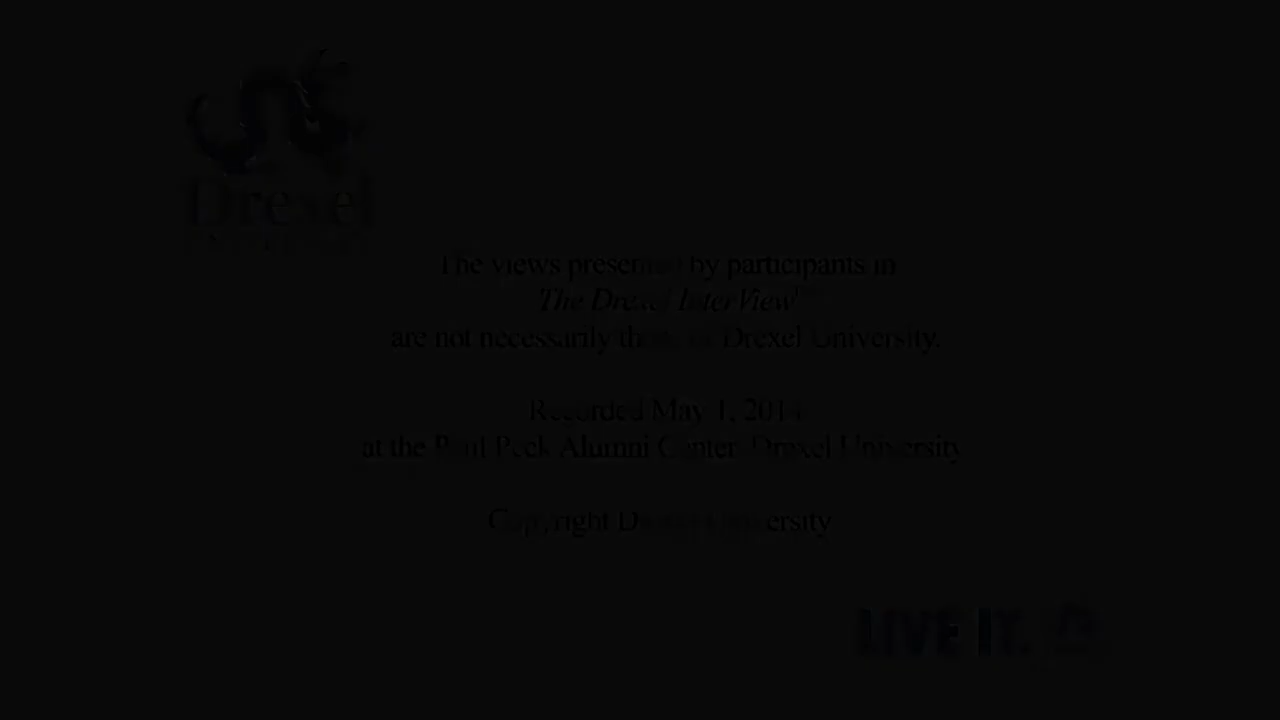 Drexel
The views presented by participants in
The Drexel InterView
are not necessarily those of Drexel University.
Recorded May 1, 
at the Paul Peck Alumni Center, Drexel University
Copyright Drexel University
LIVE IT.